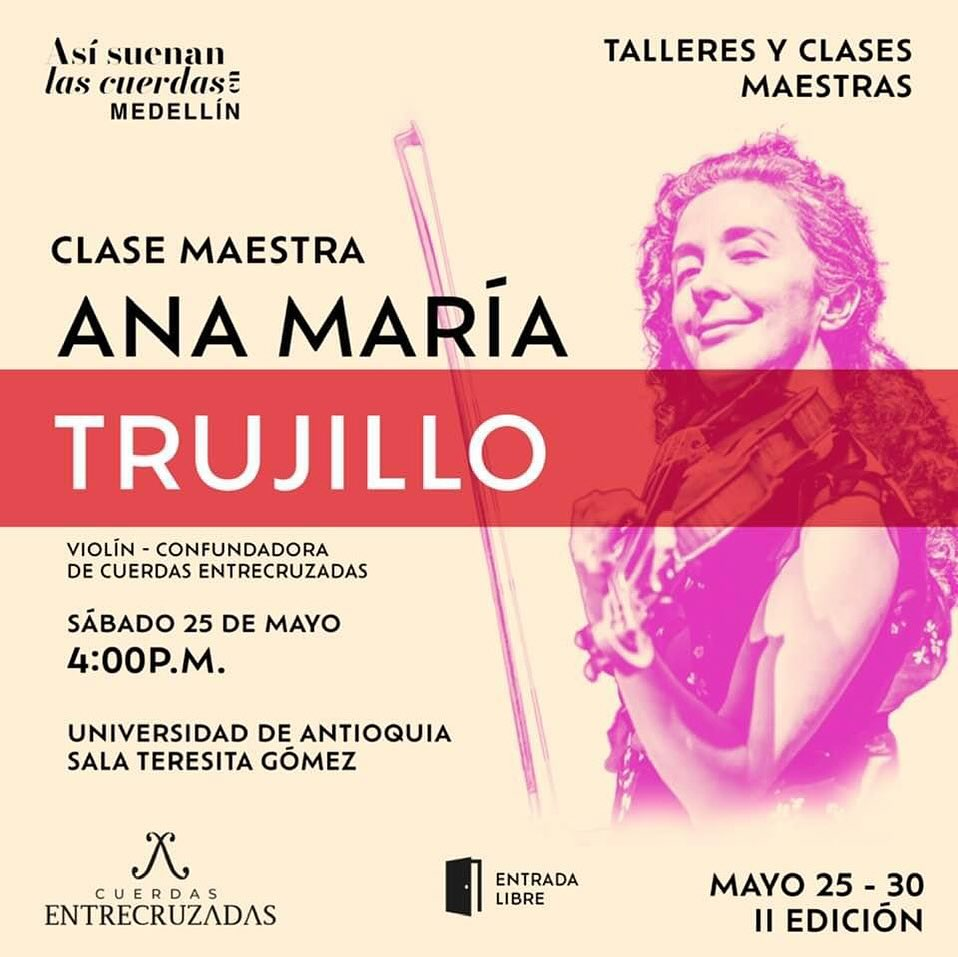 Así suenan
las cuerdas en
MEDELLÍN
TALLERES Y CLASES
MAESTRAS
CLASE MAESTRA
ANA MARÍA
TRUJILLO
VIOLÍN - CONFUNDADORA
DE CUERDAS ENTRECRUZADAS
SÁBADO 25 DE MAYO
4:00P.M.
UNIVERSIDAD DE ANTIOQUIA
SALA TERESITA GÓMEZ
CUERDAS
ENTRECRUZADAS
ENTRADA
LIBRE
MAYO 25 - 30
II EDICIÓN